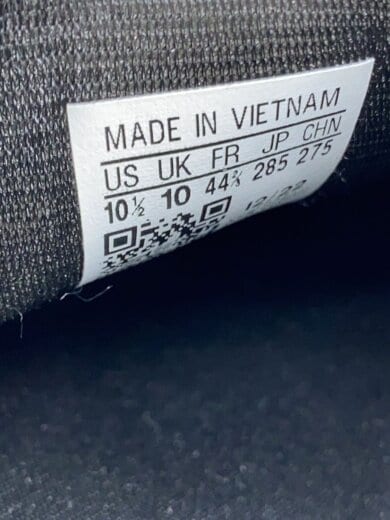 MADE IN VIETNAM
US UK FR JP CHN
10½ 10 44⅔ 285 275
12/22